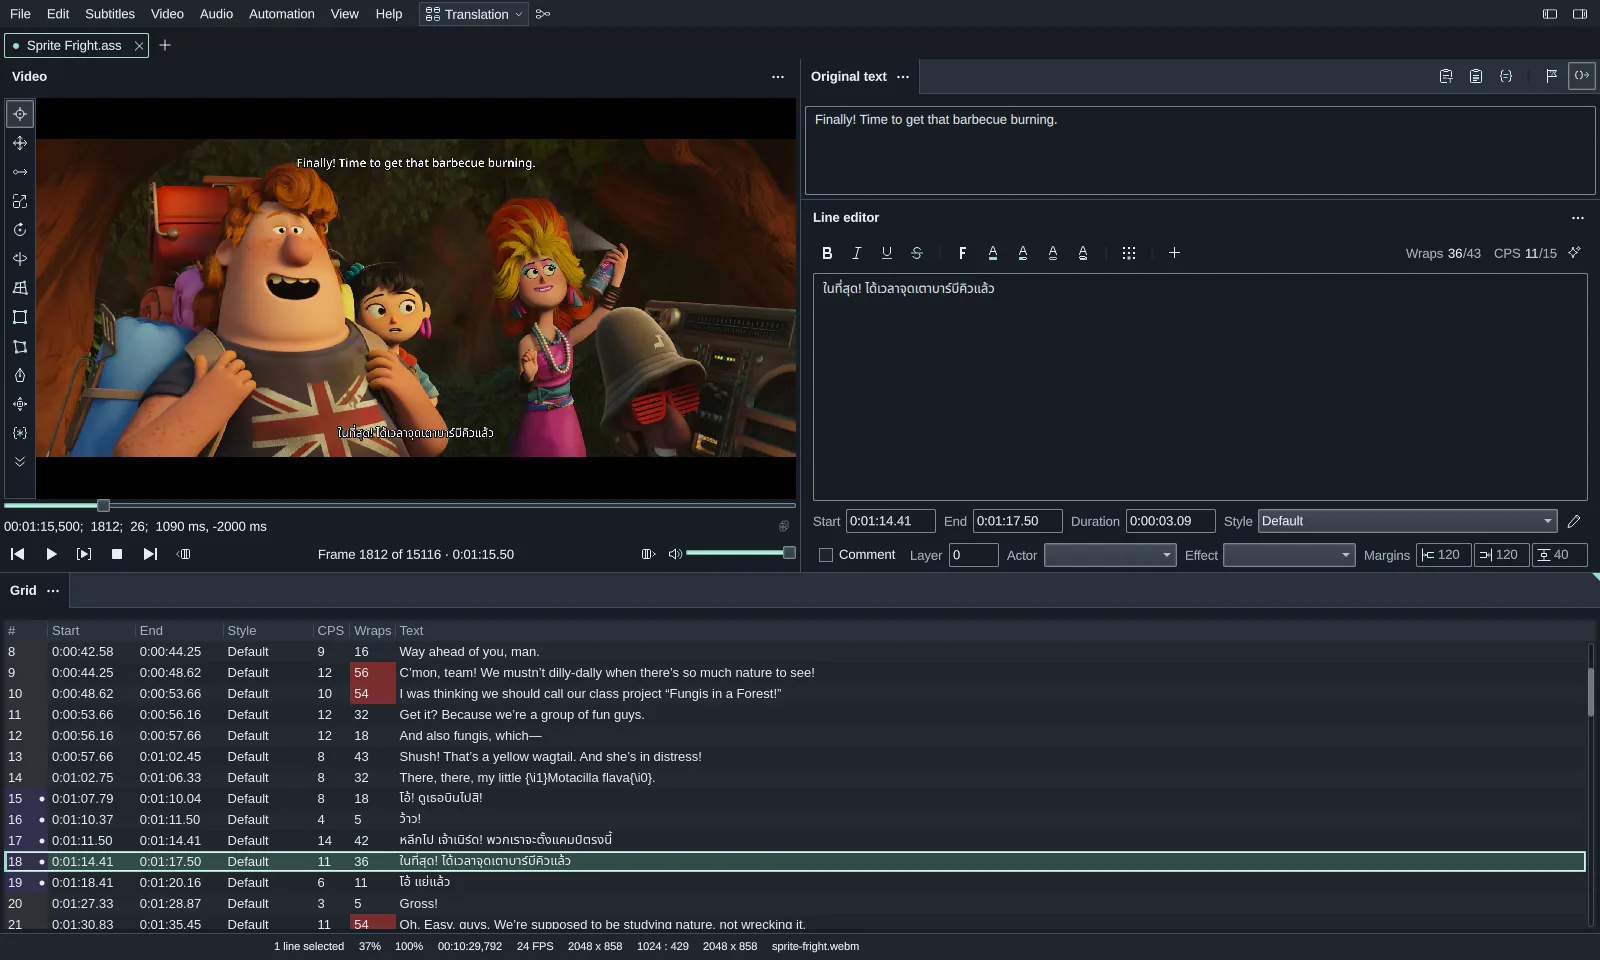 File Edit Subtitles Video Audio Automation View Help Translation
Sprite Fright.ass
Video
Original text
Finally! Time to get that barbecue burning.
Finally! Time to get that barbecue burning.
ในที่สุด! ได้เวลาจุดเตาบาร์บีคิวแล้ว
Line editor
B I U S F A A A A Wraps 36/43 CPS 11/15
ในที่สุด! ได้เวลาจุดเตาบาร์บีคิวแล้ว
00:01:15,500; 1812; 26; 1090 ms, -2000 ms
Frame 1812 of 15116 · 0:01:15.50
Start 0:01:14.41 End 0:01:17.50 Duration 0:00:03.09 Style Default
Comment Layer 0 Actor Effect Margins 120 120 40
Grid
# Start End Style CPS Wraps Text
8 0:00:42.58 0:00:44.25 Default 9 16 Way ahead of you, man.
9 0:00:44.25 0:00:48.62 Default 12 56 C’mon, team! We mustn’t dilly-dally when there’s so much nature to see!
10 0:00:48.62 0:00:53.66 Default 10 54 I was thinking we should call our class project “Fungis in a Forest!”
11 0:00:53.66 0:00:56.16 Default 12 32 Get it? Because we’re a group of fun guys.
12 0:00:56.16 0:00:57.66 Default 12 18 And also fungis, which—
13 0:00:57.66 0:01:02.45 Default 8 43 Shush! That’s a yellow wagtail. And she’s in distress!
14 0:01:02.75 0:01:06.33 Default 8 32 There, there, my little {\i1}Motacilla flava{\i0}.
15 0:01:07.79 0:01:10.04 Default 8 18 โอ้! ดูเธอบินไปสิ!
16 0:01:10.37 0:01:11.50 Default 4 5 ว้าว!
17 0:01:11.50 0:01:14.41 Default 14 42 หลีกไป เจ้าเนิร์ด! พวกเราจะตั้งแคมป์ตรงนี้
18 0:01:14.41 0:01:17.50 Default 11 36 ในที่สุด! ได้เวลาจุดเตาบาร์บีคิวแล้ว
19 0:01:18.41 0:01:20.16 Default 6 11 โอ้ แย่แล้ว
20 0:01:27.33 0:01:28.87 Default 3 5 Gross!
21 0:01:30.83 0:01:35.45 Default 11 54 Oh. Easy, guys. We’re supposed to be studying nature, not wrecking it.
1 line selected 37% 100% 00:10:29,792 24 FPS 2048 x 858 1024 : 429 2048 x 858 sprite-fright.webm